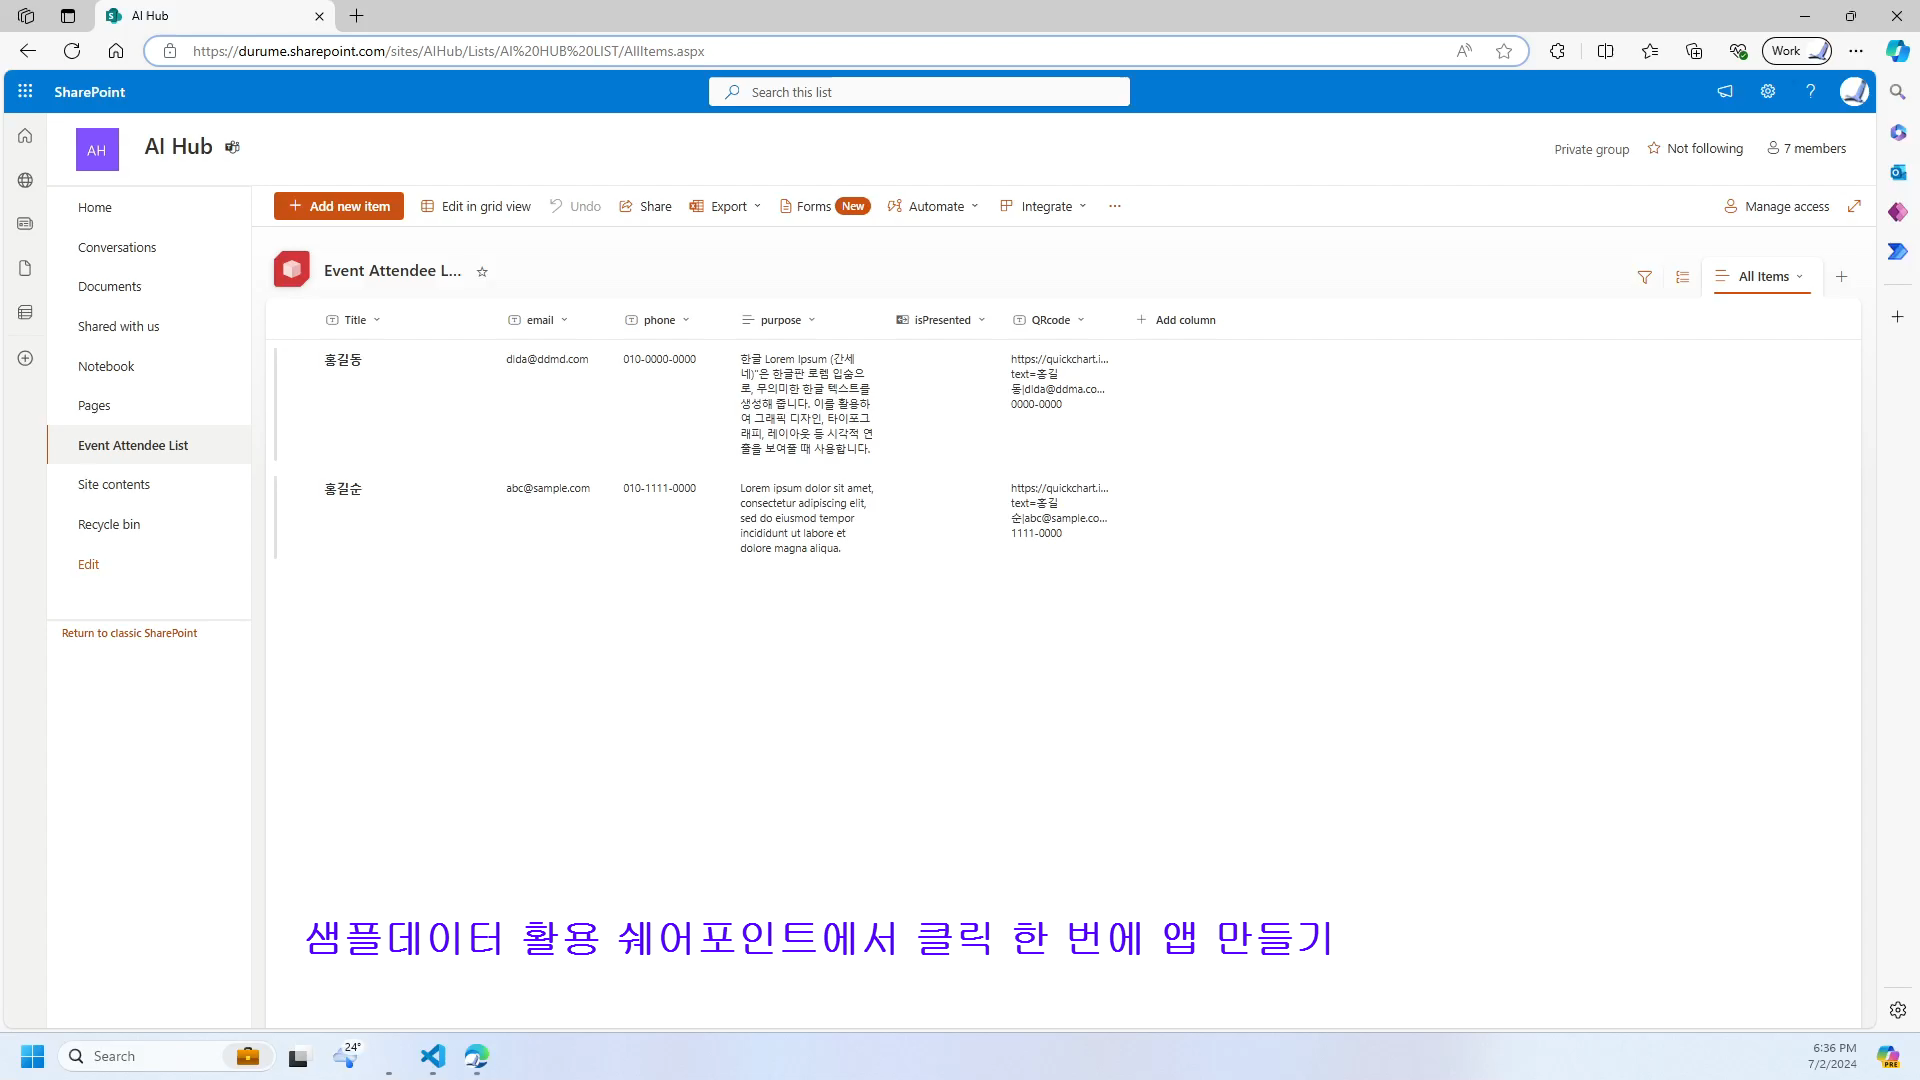 AI Hub
https://durume.sharepoint.com/sites/AIHub/Lists/AI%20HUB%20LIST/AllItems.aspx
Work
SharePoint
Search this list
AH
AI Hub
Private group
Not following
7 members
Home
Conversations
Documents
Shared with us
Notebook
Pages
Event Attendee List
Site contents
Recycle bin
Edit
Return to classic SharePoint
Add new item
Edit in grid view
Undo
Share
Export
Forms New
Automate
Integrate
Manage access
Event Attendee L...
All Items
Title
email
phone
purpose
isPresented
QRcode
Add column
홍길동
dida@ddmd.com
010-0000-0000
한글 Lorem Ipsum (간세
네)"은 한글판 로렘 입숨으
로, 무의미한 한글 텍스트를
생성해 줍니다. 이를 활용하
여 그래픽 디자인, 타이포그
래피, 레이아웃 등 시각적 연
출을 보여줄 때 사용합니다.
https://quickchart.i...
text=홍길
동|dida@ddma.co...
0000-0000
홍길순
abc@sample.com
010-1111-0000
Lorem ipsum dolor sit amet,
consectetur adipiscing elit,
sed do eiusmod tempor
incididunt ut labore et
dolore magna aliqua.
https://quickchart.i...
text=홍길
순|abc@sample.co...
1111-0000
샘플데이터 활용 쉐어포인트에서 클릭 한 번에 앱 만들기
Search
24°
6:36 PM
7/2/2024
PRE